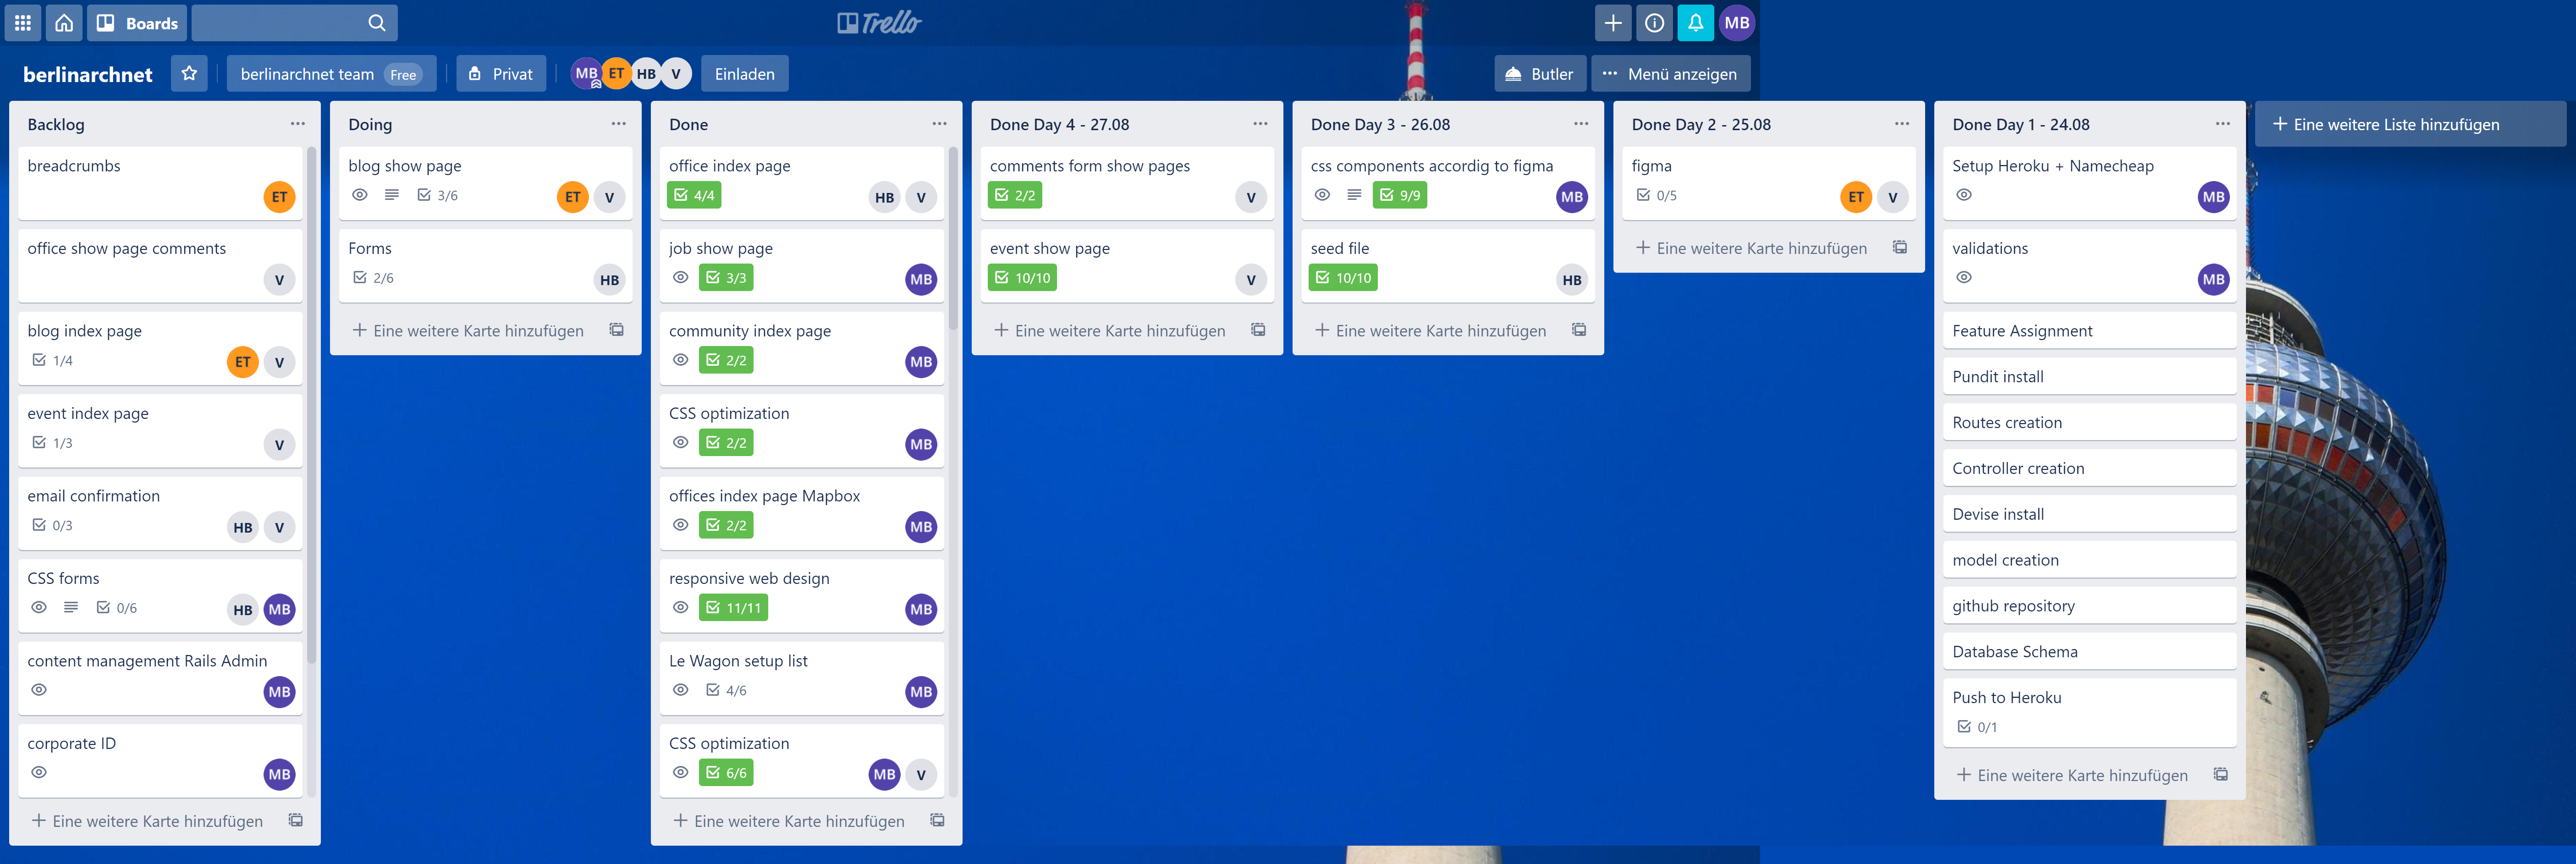 Boards
Trello
MB
berlinarchnet
berlinarchnet team Free
Privat
MB ET HB V
Einladen
Butler
··· Menü anzeigen
Backlog
breadcrumbs
ET
office show page comments
V
blog index page
1/4
ET V
event index page
1/3
V
email confirmation
0/3
HB V
CSS forms
0/6
HB MB
content management Rails Admin
MB
corporate ID
MB
+ Eine weitere Karte hinzufügen
Doing
blog show page
3/6
ET V
Forms
2/6
HB
+ Eine weitere Karte hinzufügen
Done
office index page
4/4
HB V
job show page
3/3
MB
community index page
2/2
MB
CSS optimization
2/2
MB
offices index page Mapbox
2/2
MB
responsive web design
11/11
MB
Le Wagon setup list
4/6
MB
CSS optimization
6/6
MB V
+ Eine weitere Karte hinzufügen
Done Day 4 - 27.08
comments form show pages
2/2
V
event show page
10/10
V
+ Eine weitere Karte hinzufügen
Done Day 3 - 26.08
css components accordig to figma
9/9
MB
seed file
10/10
HB
+ Eine weitere Karte hinzufügen
Done Day 2 - 25.08
figma
0/5
ET V
+ Eine weitere Karte hinzufügen
Done Day 1 - 24.08
Setup Heroku + Namecheap
MB
validations
MB
Feature Assignment
Pundit install
Routes creation
Controller creation
Devise install
model creation
github repository
Database Schema
Push to Heroku
0/1
+ Eine weitere Karte hinzufügen
+ Eine weitere Liste hinzufügen